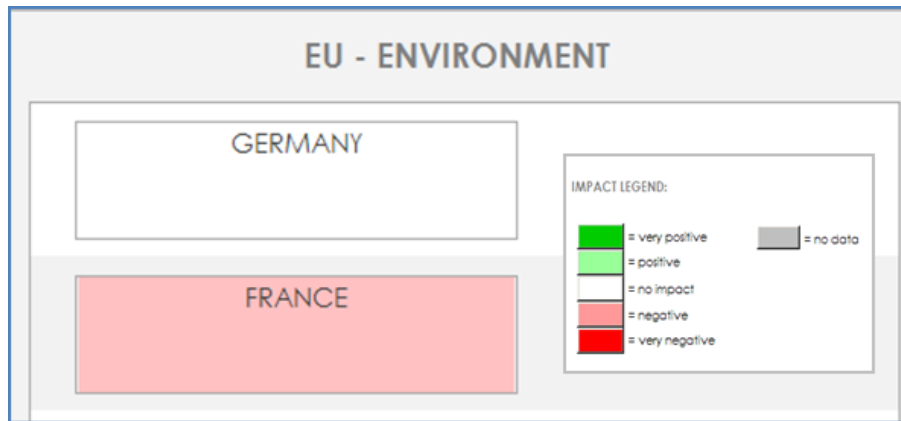 EU - ENVIRONMENT
GERMANY
FRANCE
IMPACT LEGEND:
= very positive
= no data
= positive
= no impact
= negative
= very negative